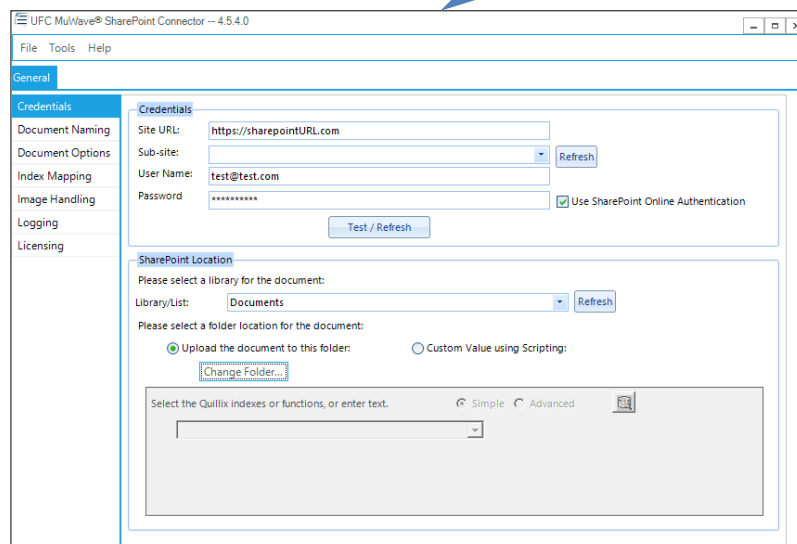 UFC MuWave® SharePoint Connector -- 4.5.4.0
File Tools Help
General
Credentials
Document Naming
Document Options
Index Mapping
Image Handling
Logging
Licensing
Credentials
Site URL: https://sharepointURL.com
Sub-site: Refresh
User Name: test@test.com
Password ********** Use SharePoint Online Authentication
Test / Refresh
SharePoint Location
Please select a library for the document:
Library/List: Documents Refresh
Please select a folder location for the document:
Upload the document to this folder: Custom Value using Scripting:
Change Folder...
Select the Quillix indexes or functions, or enter text. Simple Advanced